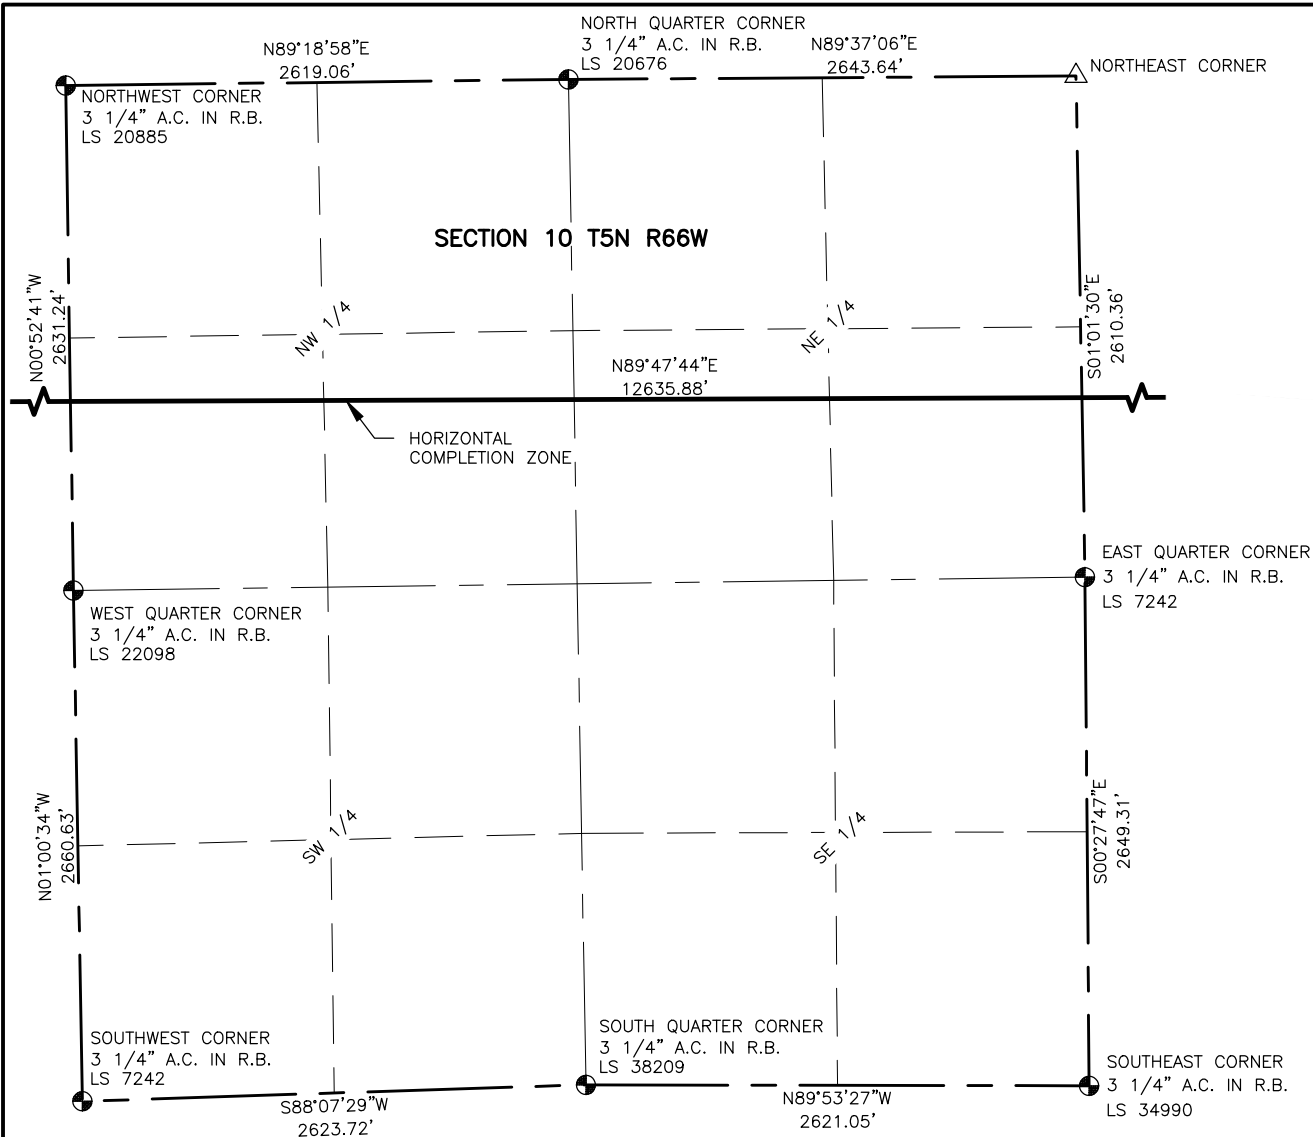 NORTH QUARTER CORNER
3 1/4" A.C. IN R.B.
LS 20676
N89°18'58"E
2619.06'
N89°37'06"E
2643.64'
NORTHEAST CORNER
NORTHWEST CORNER
3 1/4" A.C. IN R.B.
LS 20885
SECTION 10 T5N R66W
N00°52'41"W
2631.24'
NW 1/4
NE 1/4
S01°01'30"E
2610.36'
N89°47'44"E
12635.88'
HORIZONTAL
COMPLETION ZONE
EAST QUARTER CORNER
3 1/4" A.C. IN R.B.
LS 7242
WEST QUARTER CORNER
3 1/4" A.C. IN R.B.
LS 22098
N01°00'34"W
2660.63'
SW 1/4
SE 1/4
S00°27'47"E
2649.31'
SOUTHWEST CORNER
3 1/4" A.C. IN R.B.
LS 7242
SOUTH QUARTER CORNER
3 1/4" A.C. IN R.B.
LS 38209
SOUTHEAST CORNER
3 1/4" A.C. IN R.B.
LS 34990
S88°07'29"W
2623.72'
N89°53'27"W
2621.05'